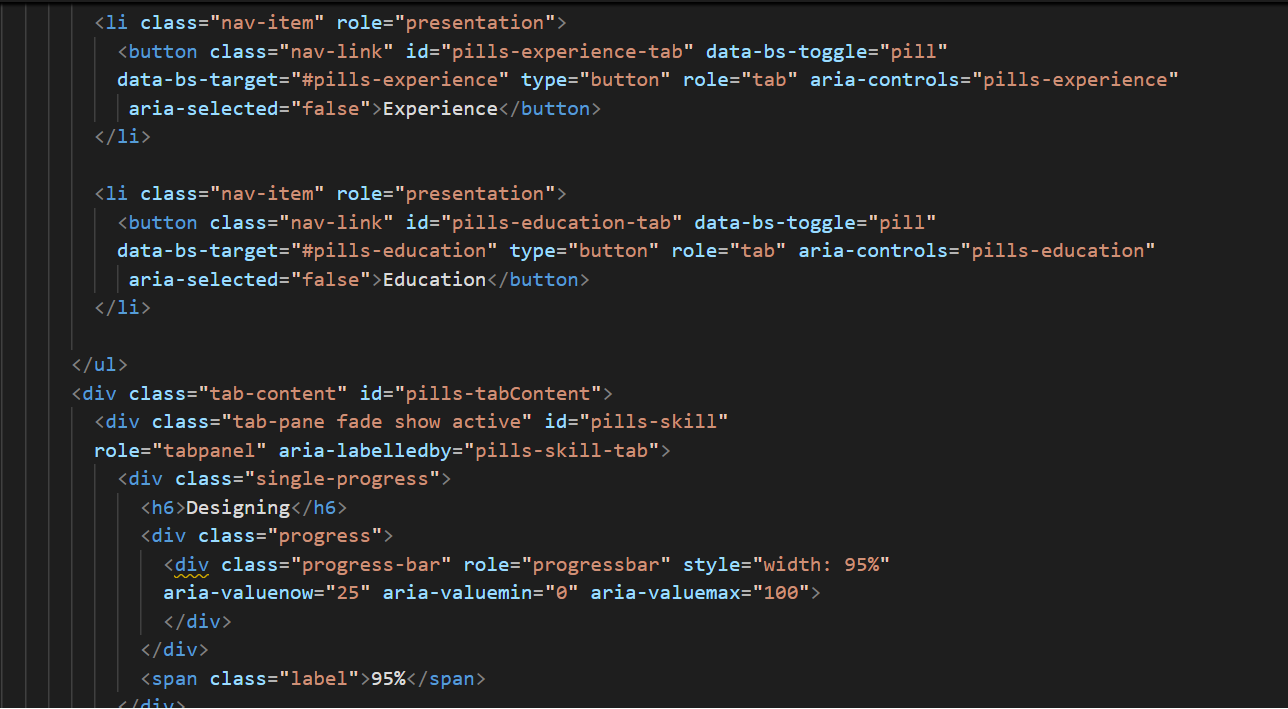 <li class="nav-item" role="presentation">
<button class="nav-link" id="pills-experience-tab" data-bs-toggle="pill"
data-bs-target="#pills-experience" type="button" role="tab" aria-controls="pills-experience"
aria-selected="false">Experience</button>
</li>
<li class="nav-item" role="presentation">
<button class="nav-link" id="pills-education-tab" data-bs-toggle="pill"
data-bs-target="#pills-education" type="button" role="tab" aria-controls="pills-education"
aria-selected="false">Education</button>
</li>
</ul>
<div class="tab-content" id="pills-tabContent">
<div class="tab-pane fade show active" id="pills-skill"
role="tabpanel" aria-labelledby="pills-skill-tab">
<div class="single-progress">
<h6>Designing</h6>
<div class="progress">
<div class="progress-bar" role="progressbar" style="width: 95%"
aria-valuenow="25" aria-valuemin="0" aria-valuemax="100">
</div>
</div>
<span class="label">95%</span>
</div>